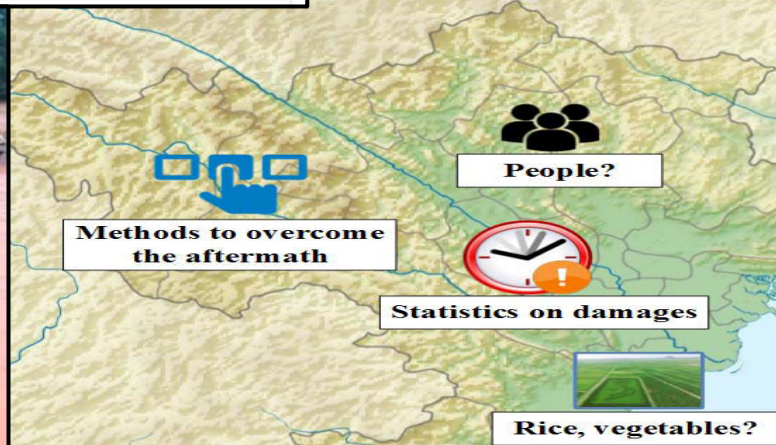 People?
Methods to overcome
the aftermath
Statistics on damages
Rice, vegetables?